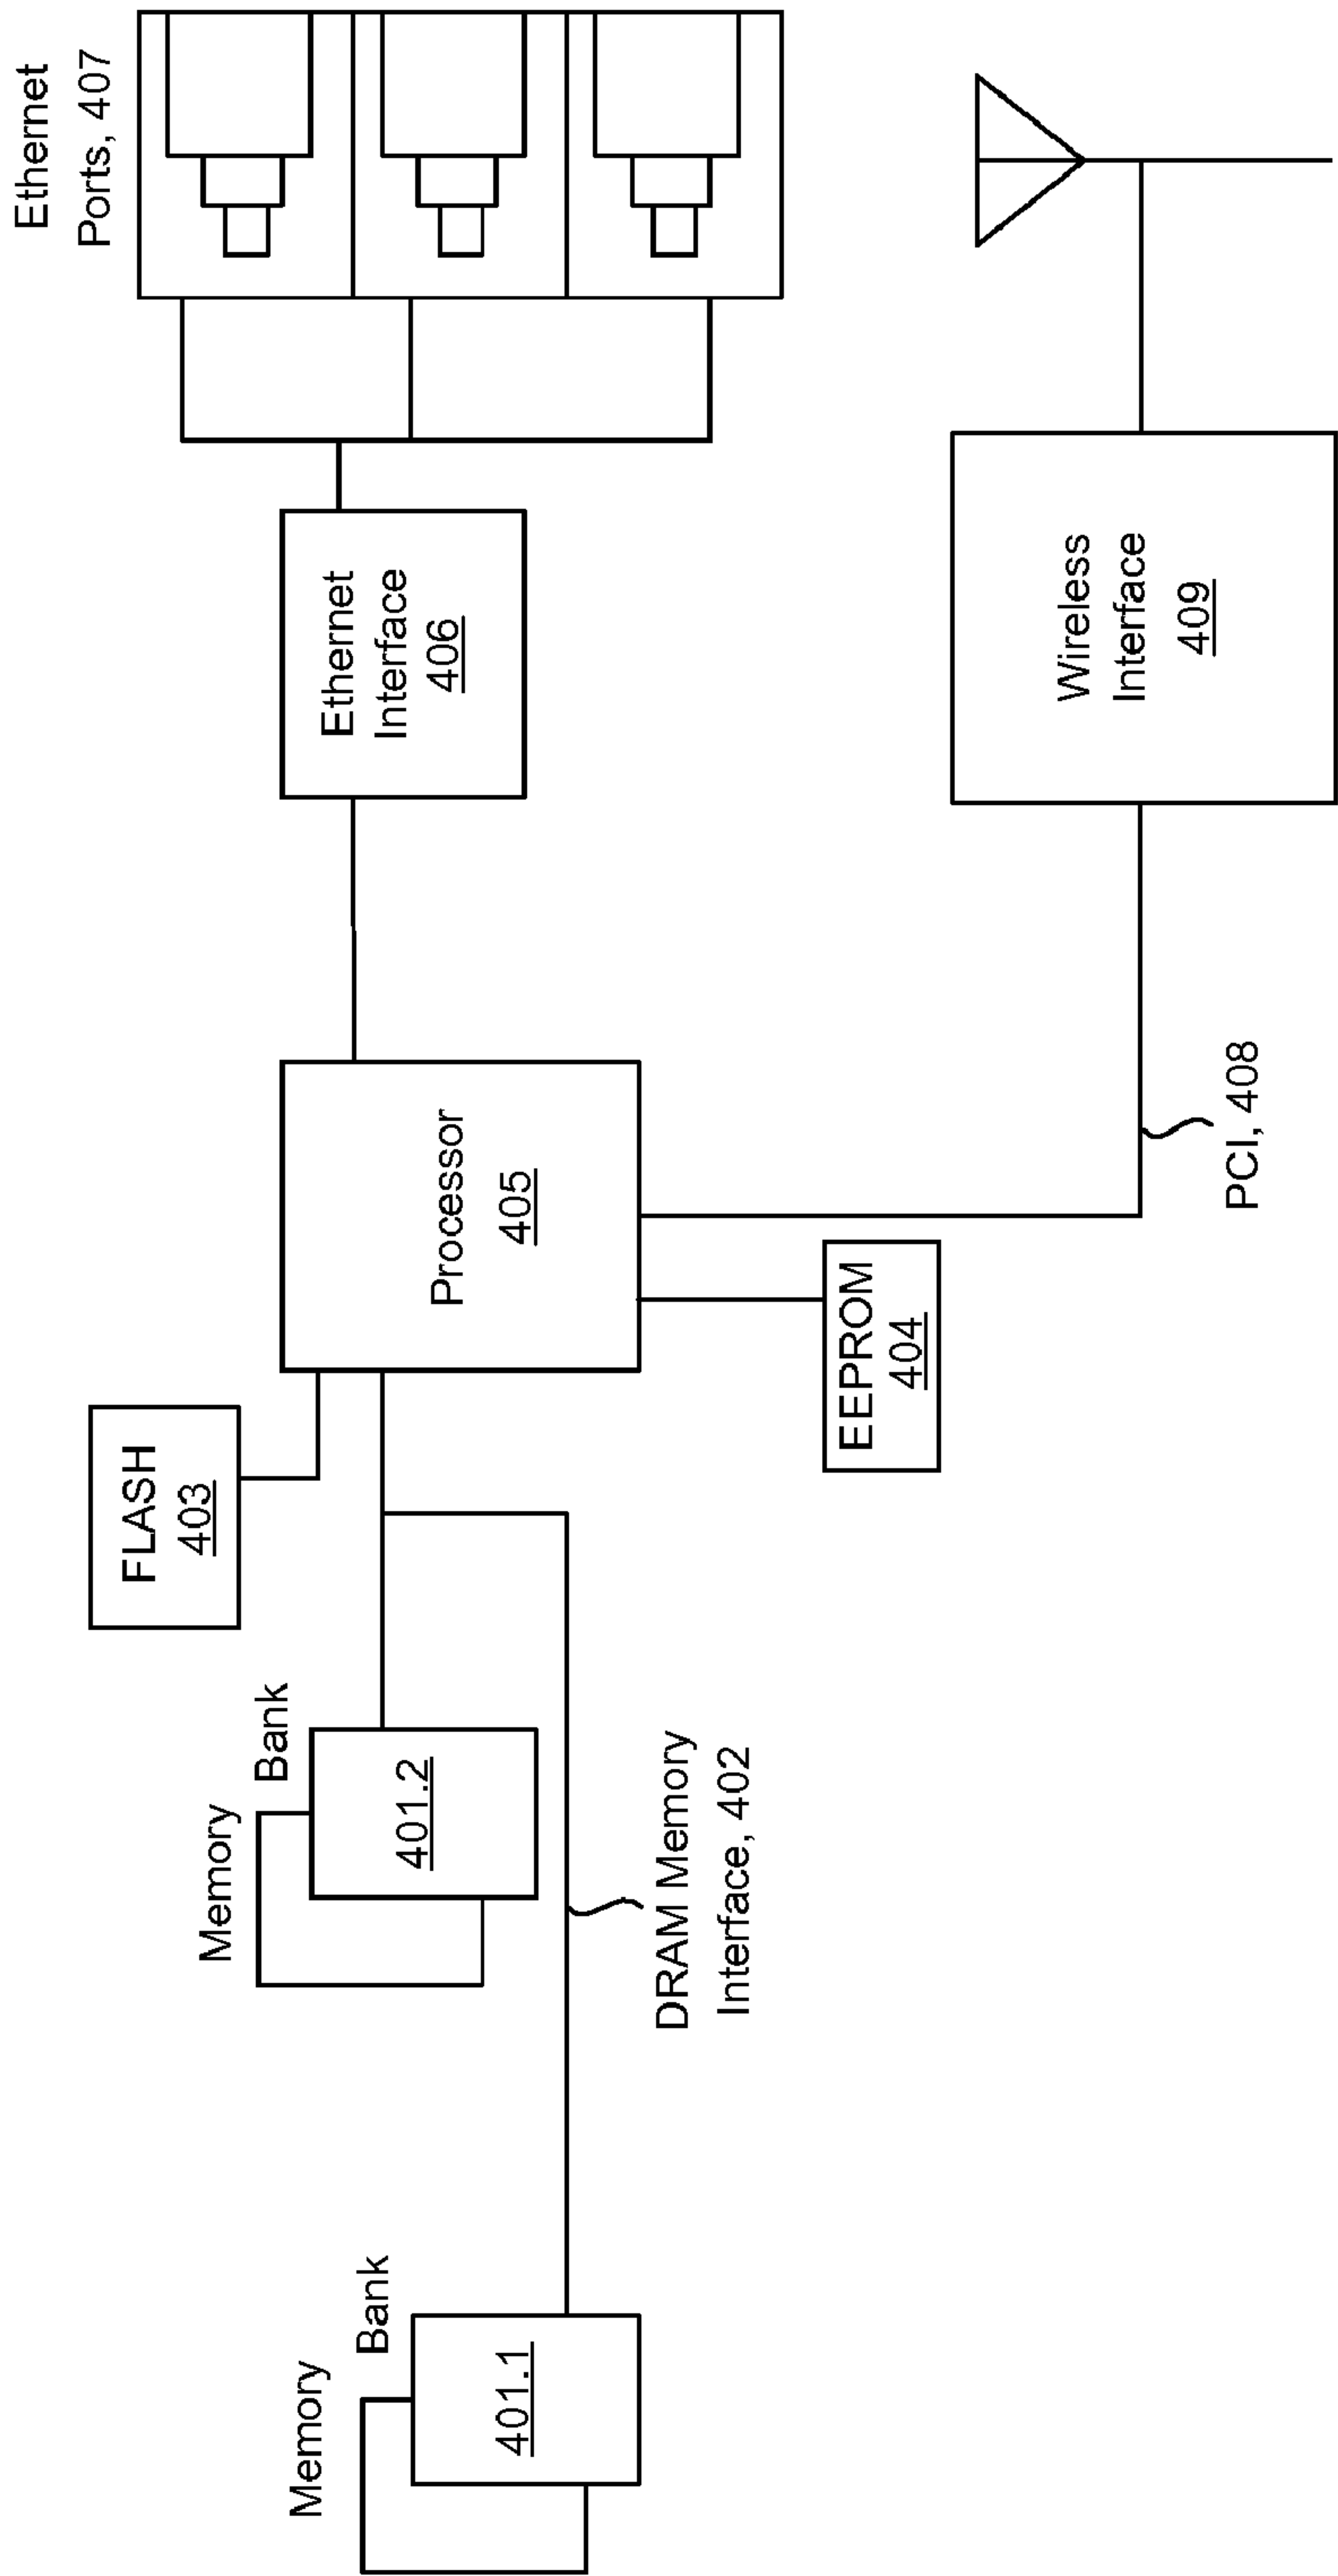 Memory
Bank
401.1
Memory
Bank
401.2
DRAM Memory
Interface, 402
FLASH
403
EEPROM
404
Processor
405
PCI, 408
Ethernet
Interface
406
Wireless
Interface
409
Ethernet
Ports, 407